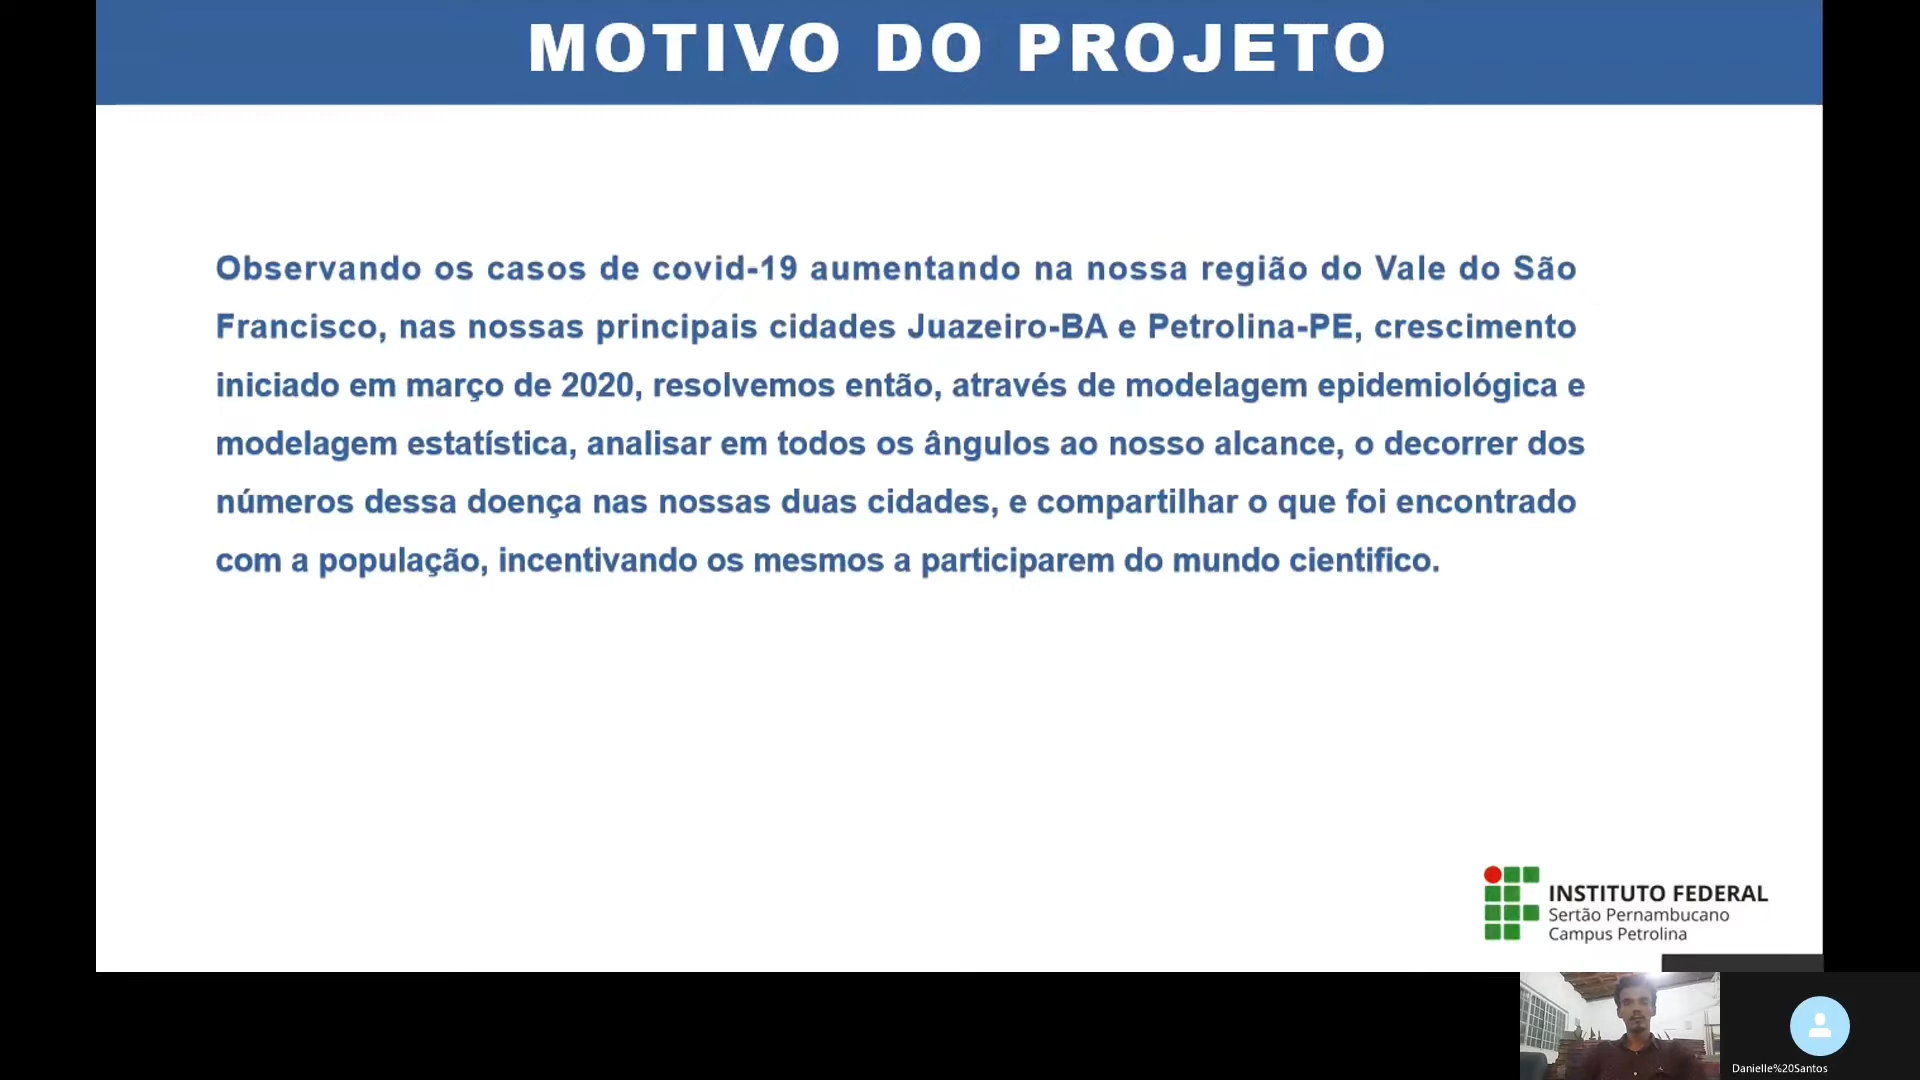 MOTIVO DO PROJETO
Observando os casos de covid-19 aumentando na nossa região do Vale do São
Francisco, nas nossas principais cidades Juazeiro-BA e Petrolina-PE, crescimento
iniciado em março de 2020, resolvemos então, através de modelagem epidemiológica e
modelagem estatística, analisar em todos os ângulos ao nosso alcance, o decorrer dos
números dessa doença nas nossas duas cidades, e compartilhar o que foi encontrado
com a população, incentivando os mesmos a participarem do mundo cientifico.
INSTITUTO FEDERAL
Sertão Pernambucano
Campus Petrolina
Danielle%20Santos